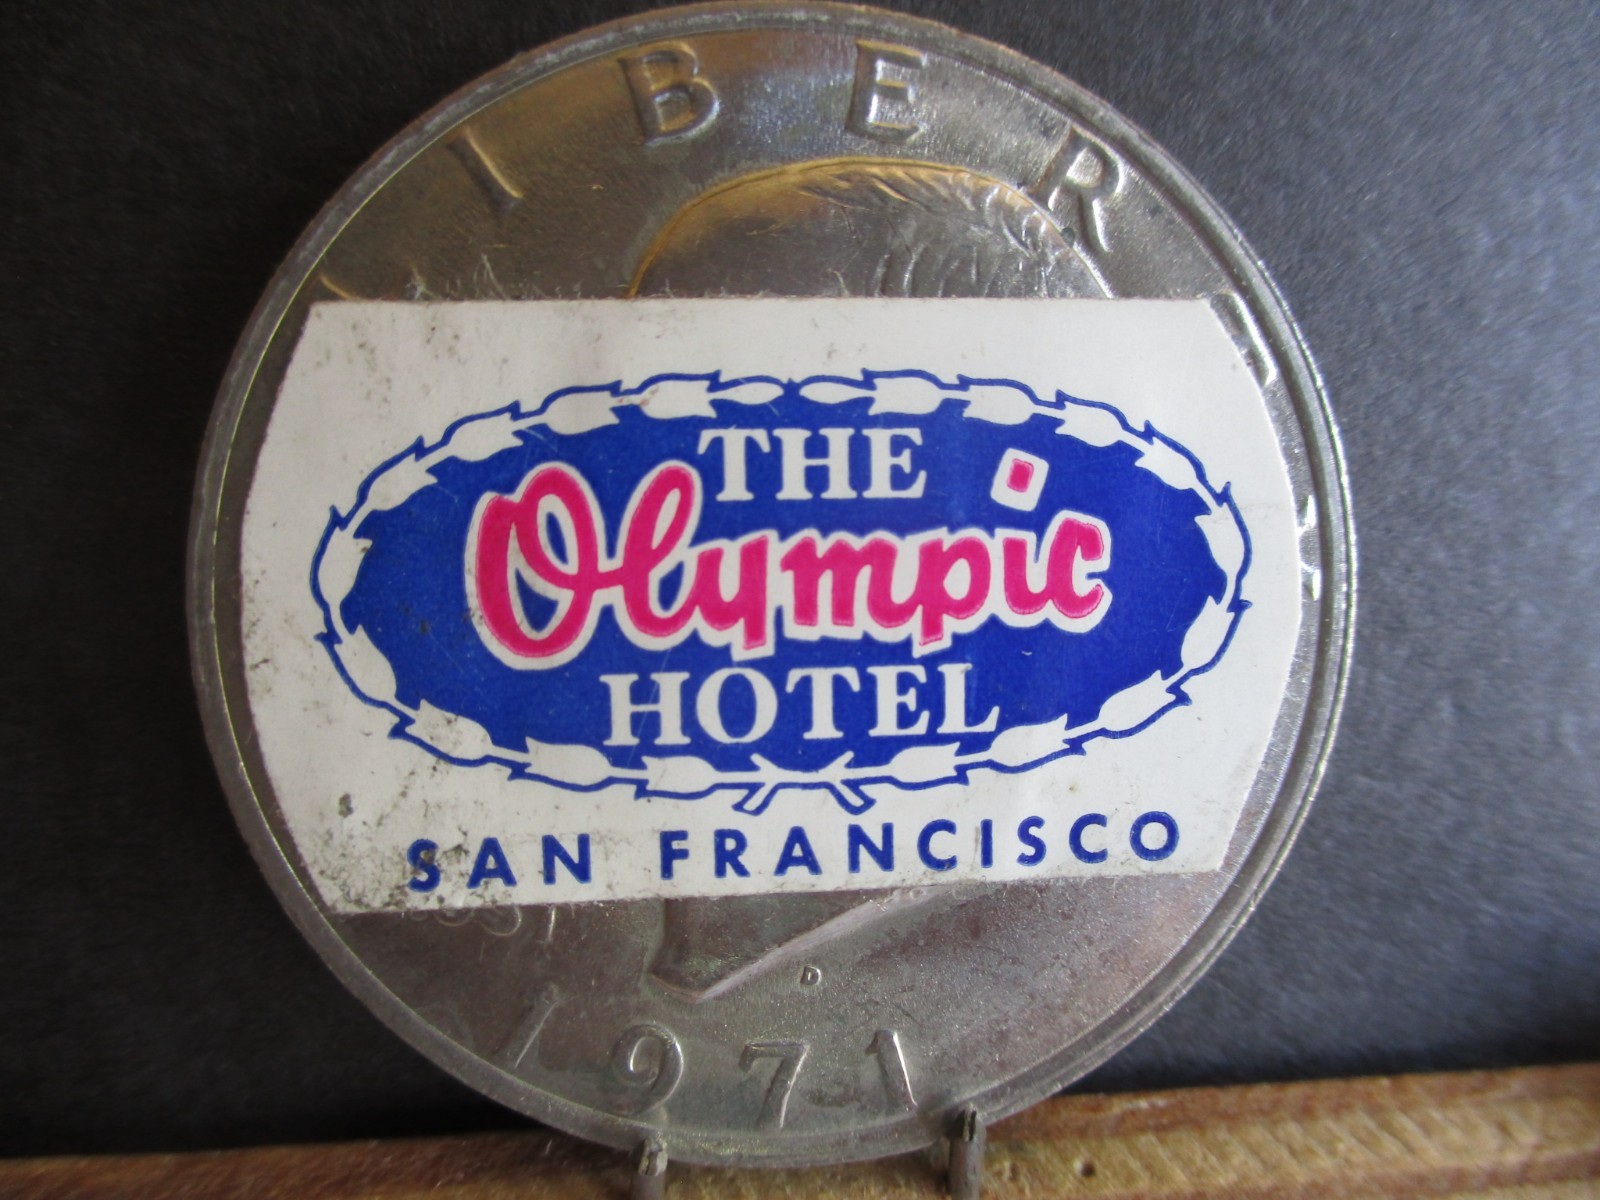 IBER
THE
Olympic
HOTEL
SAN FRANCISCO
D
1971